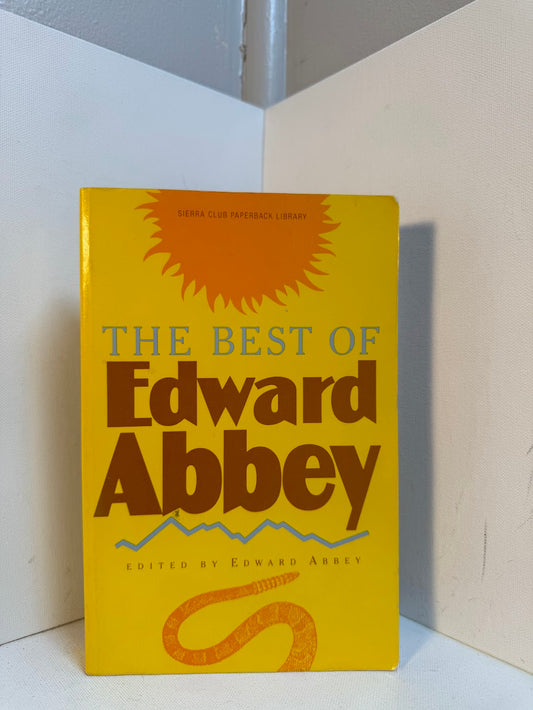 SIERRA CLUB PAPERBACK LIBRARY
THE BEST OF
Edward
Abbey
EDITED BY EDWARD ABBEY